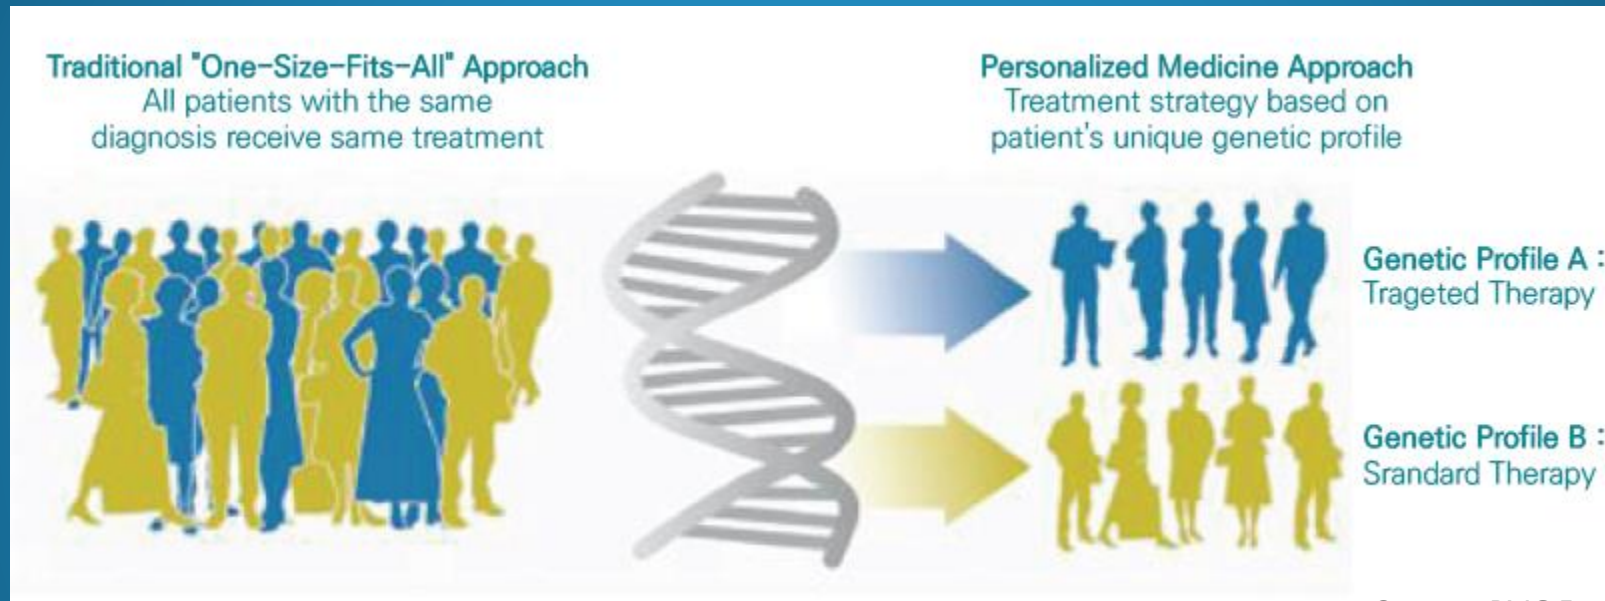 Traditional "One-Size-Fits-All" Approach
All patients with the same
diagnosis receive same treatment
Personalized Medicine Approach
Treatment strategy based on
patient's unique genetic profile
Genetic Profile A :
Trageted Therapy
Genetic Profile B :
Srandard Therapy